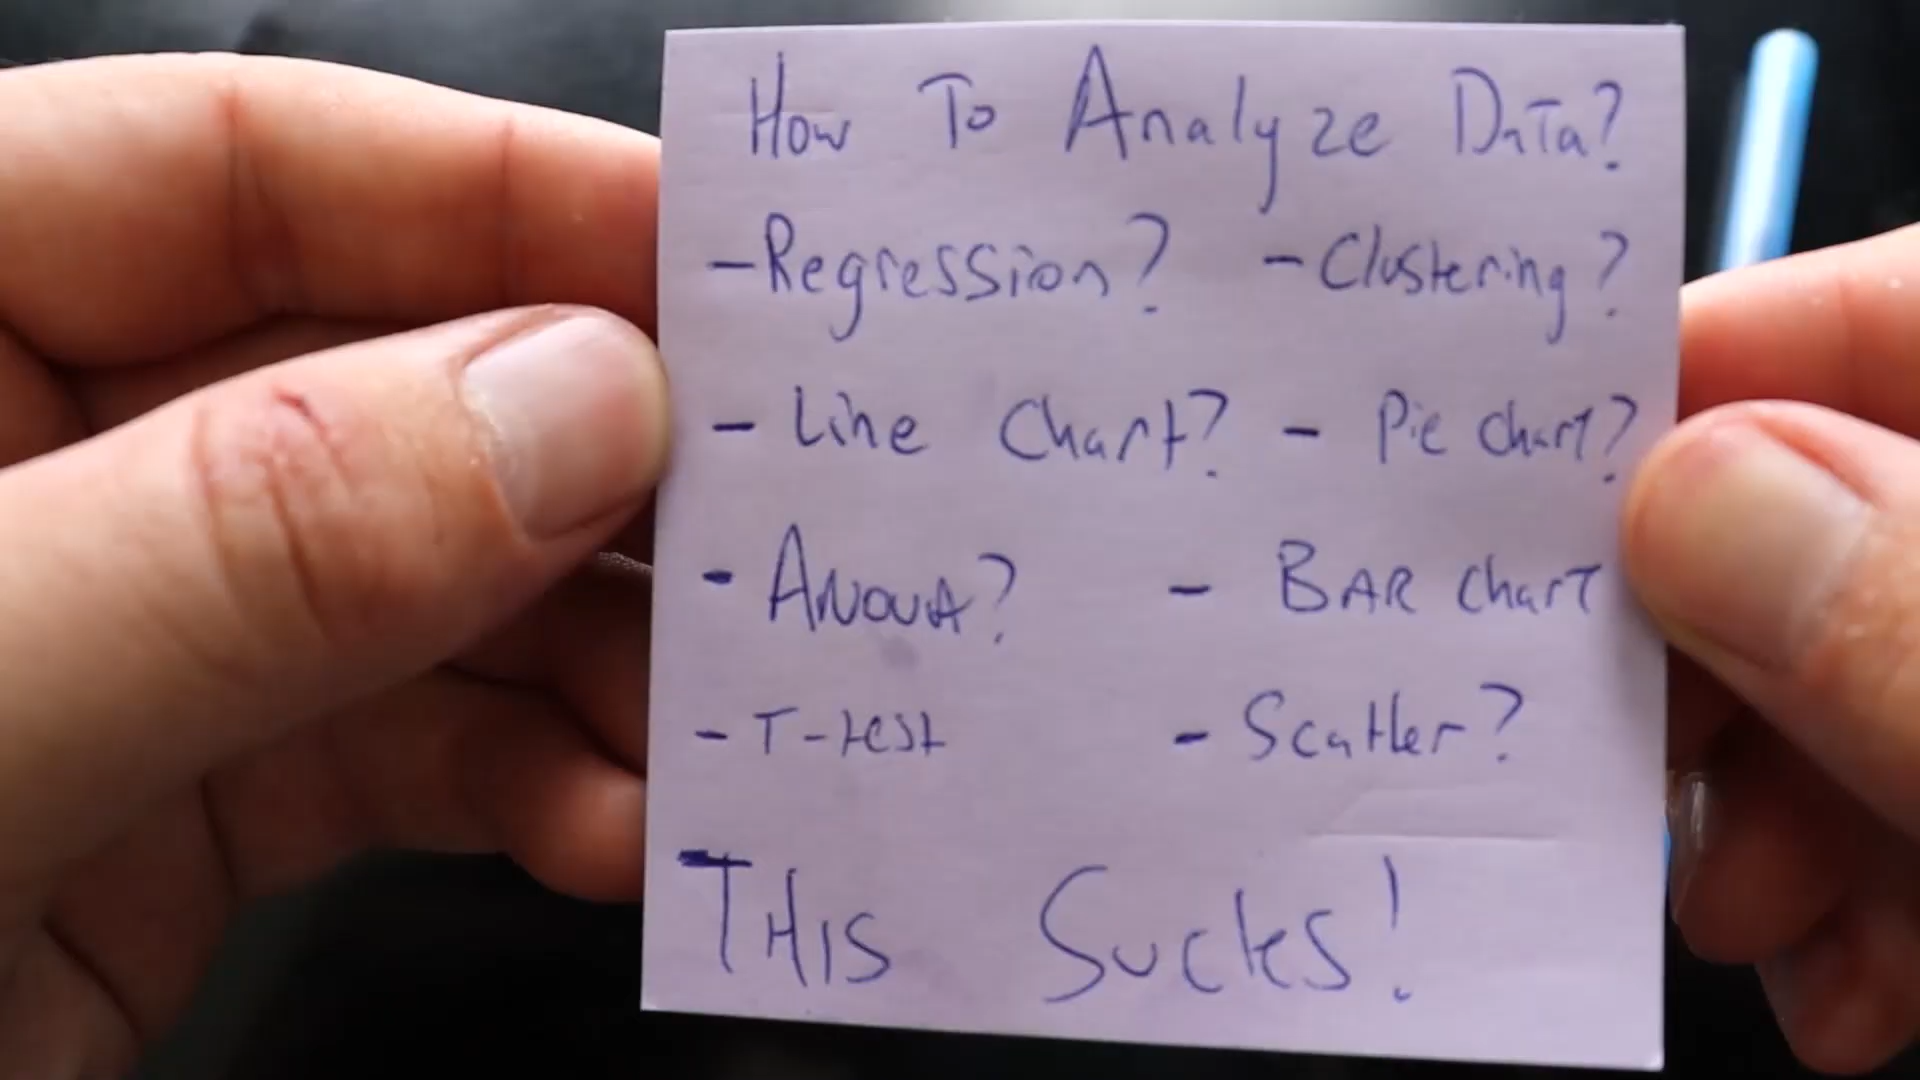 How To Analyze Data?
- Regression? - Clustering?
- Line Chart? - Pie chart?
- Anova? - BAR chart
- T-test - Scatter?
THIS Sucks!